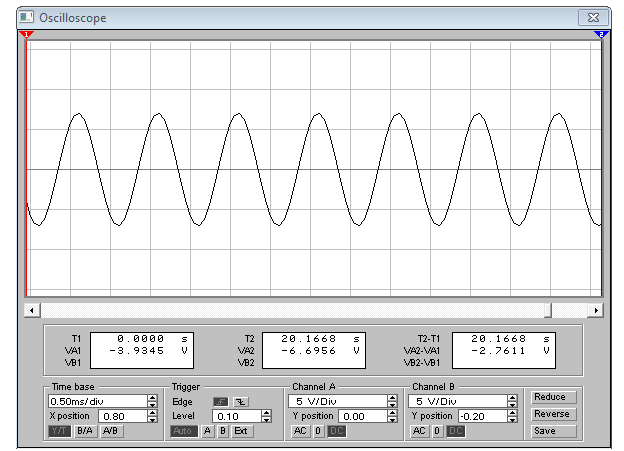 Oscilloscope
1 2
T1 0.0000 s T2 20.1668 s T2-T1 20.1668 s
VA1 -3.9345 V VA2 -6.6956 V VA2-VA1 -2.7611 V
VB1 VB2 VB2-VB1
Time base Trigger Channel A Channel B
0.50ms/div Edge 5 V/Div 5 V/Div Reduce
X position 0.80 Level 0.10 Y position 0.00 Y position -0.20 Reverse
Y/T B/A A/B Auto A B Ext AC 0 DC AC 0 DC Save